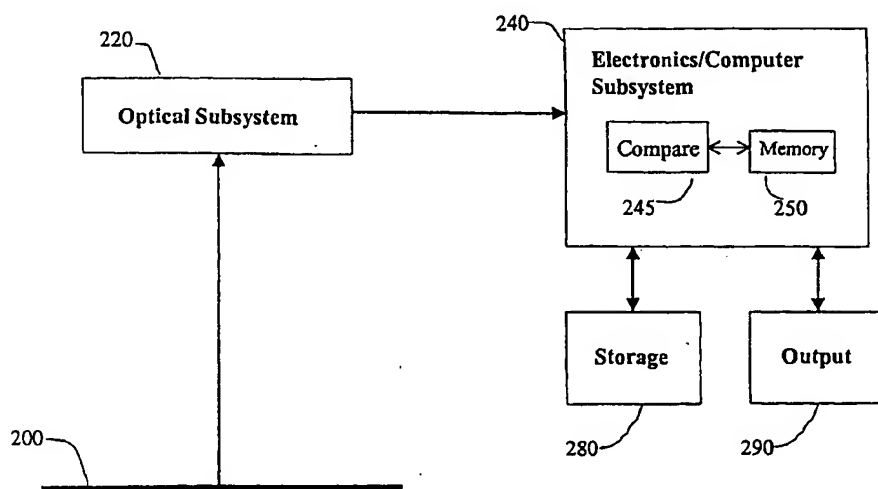 220
Optical Subsystem
240
Electronics/Computer
Subsystem
Compare
Memory
245
250
Storage
Output
280
290
200